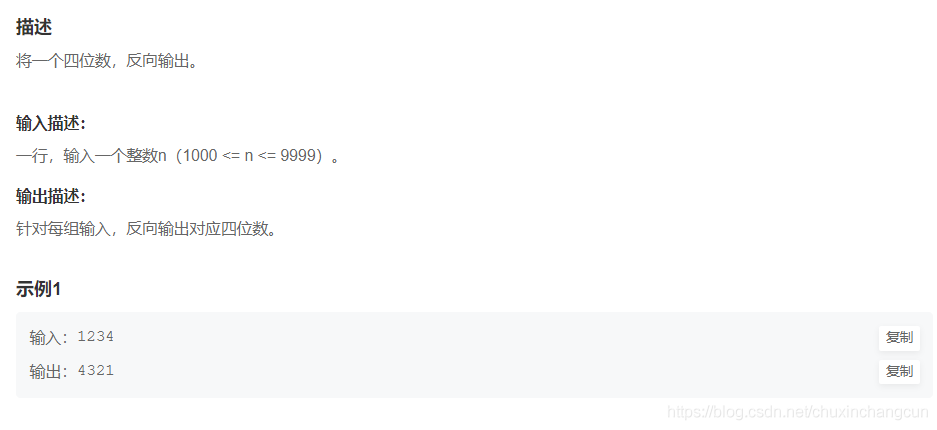 描述
将一个四位数，反向输出。
输入描述：
一行，输入一个整数n（1000 <= n <= 9999）。
输出描述：
针对每组输入，反向输出对应四位数。
示例1
输入：1234 复制
输出：4321 复制
https://blog.csdn.net/chuxinchangcun